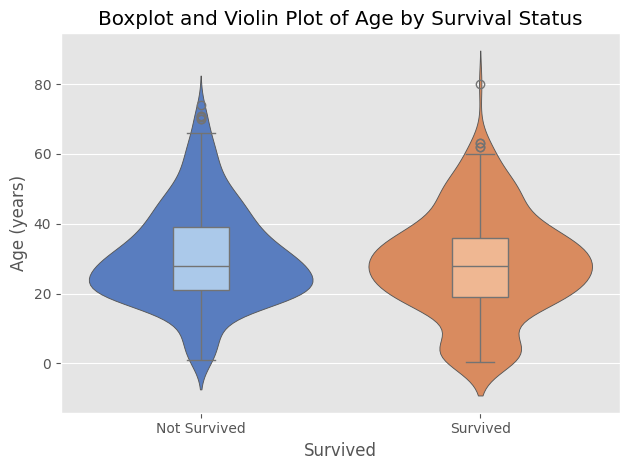 Boxplot and Violin Plot of Age by Survival Status
Age (years)
80
60
40
20
0
Not Survived
Survived
Survived